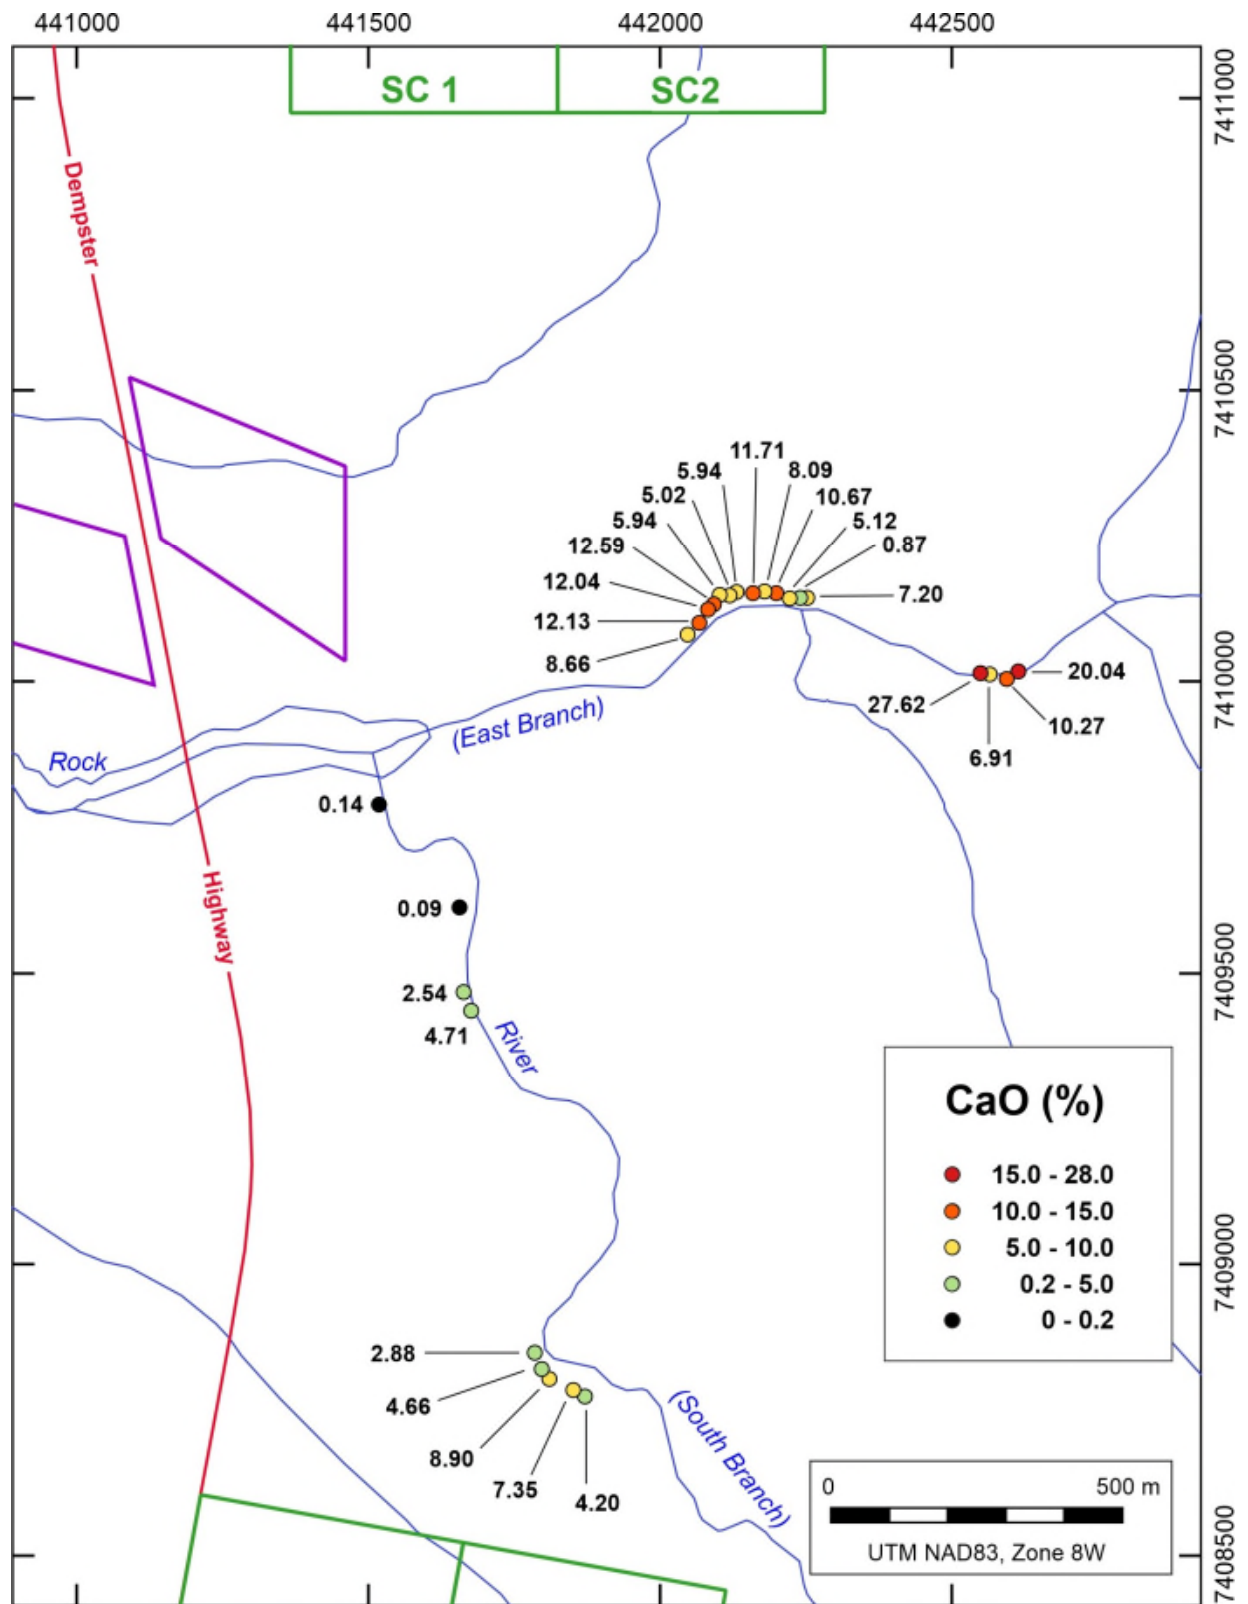 441000
441500
442000
442500
SC 1
SC2
7411000
Dempster
7410500
11.71
5.94
8.09
5.02
10.67
5.94
5.12
12.59
0.87
12.04
7.20
12.13
8.66
7410000
20.04
27.62
10.27
6.91
(East Branch)
Rock
0.14
Highway
0.09
2.54
4.71
7409500
River
CaO (%)
15.0 - 28.0
10.0 - 15.0
5.0 - 10.0
0.2 - 5.0
0 - 0.2
7409000
2.88
4.66
8.90
7.35
4.20
(South Branch)
0
500 m
UTM NAD83, Zone 8W
7408500